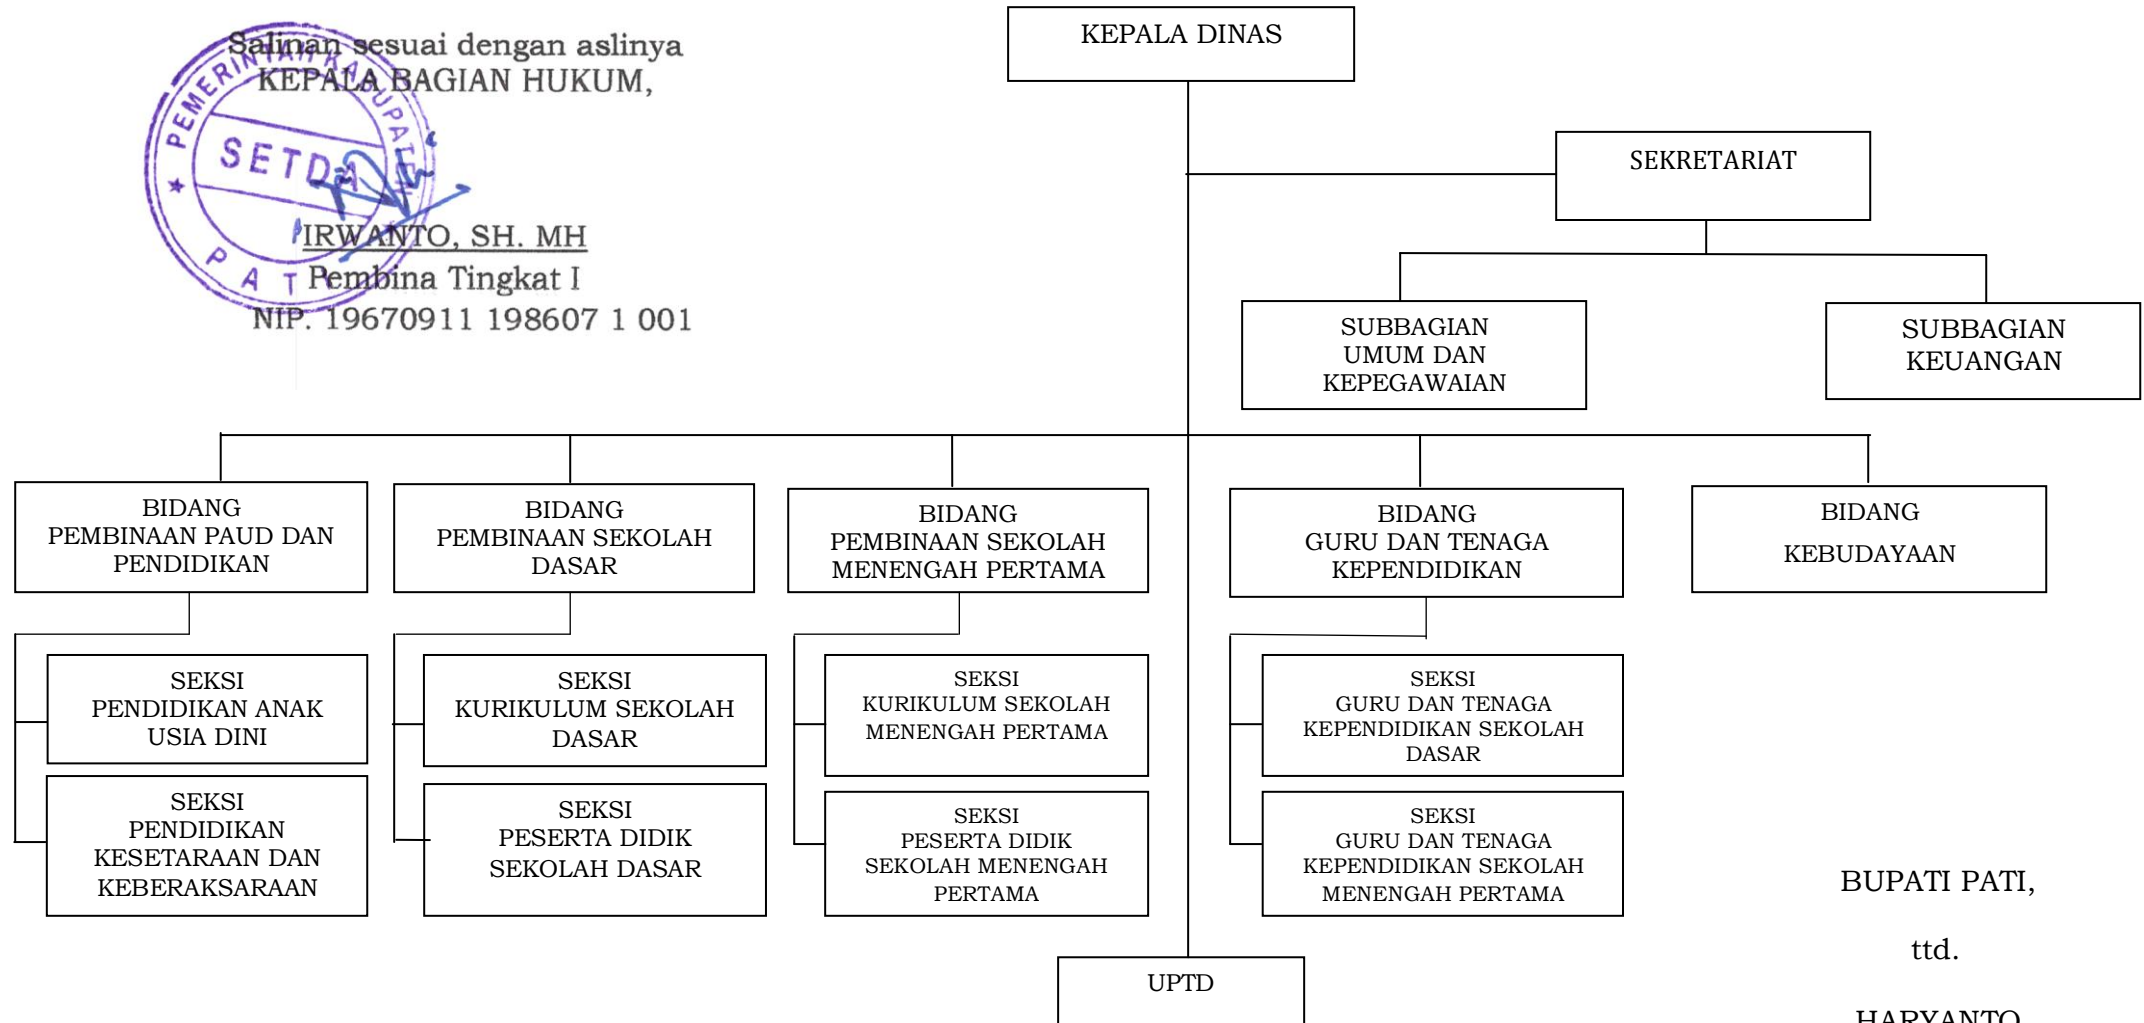 Salinan sesuai dengan aslinya
KEPALA BAGIAN HUKUM,
PEMERINTAH KABUPATEN
SETDA
PATI
IRWANTO, SH. MH
Pembina Tingkat I
NIP. 19670911 198607 1 001
KEPALA DINAS
SEKRETARIAT
SUBBAGIAN
UMUM DAN
KEPEGAWAIAN
SUBBAGIAN
KEUANGAN
BIDANG
PEMBINAAN PAUD DAN
PENDIDIKAN
BIDANG
PEMBINAAN SEKOLAH
DASAR
BIDANG
PEMBINAAN SEKOLAH
MENENGAH PERTAMA
BIDANG
GURU DAN TENAGA
KEPENDIDIKAN
BIDANG
KEBUDAYAAN
SEKSI
PENDIDIKAN ANAK
USIA DINI
SEKSI
KURIKULUM SEKOLAH
DASAR
SEKSI
KURIKULUM SEKOLAH
MENENGAH PERTAMA
SEKSI
GURU DAN TENAGA
KEPENDIDIKAN SEKOLAH
DASAR
SEKSI
PENDIDIKAN
KESETARAAN DAN
KEBERAKSARAAN
SEKSI
PESERTA DIDIK
SEKOLAH DASAR
SEKSI
PESERTA DIDIK
SEKOLAH MENENGAH
PERTAMA
SEKSI
GURU DAN TENAGA
KEPENDIDIKAN SEKOLAH
MENENGAH PERTAMA
UPTD
BUPATI PATI,
ttd.
HARYANTO